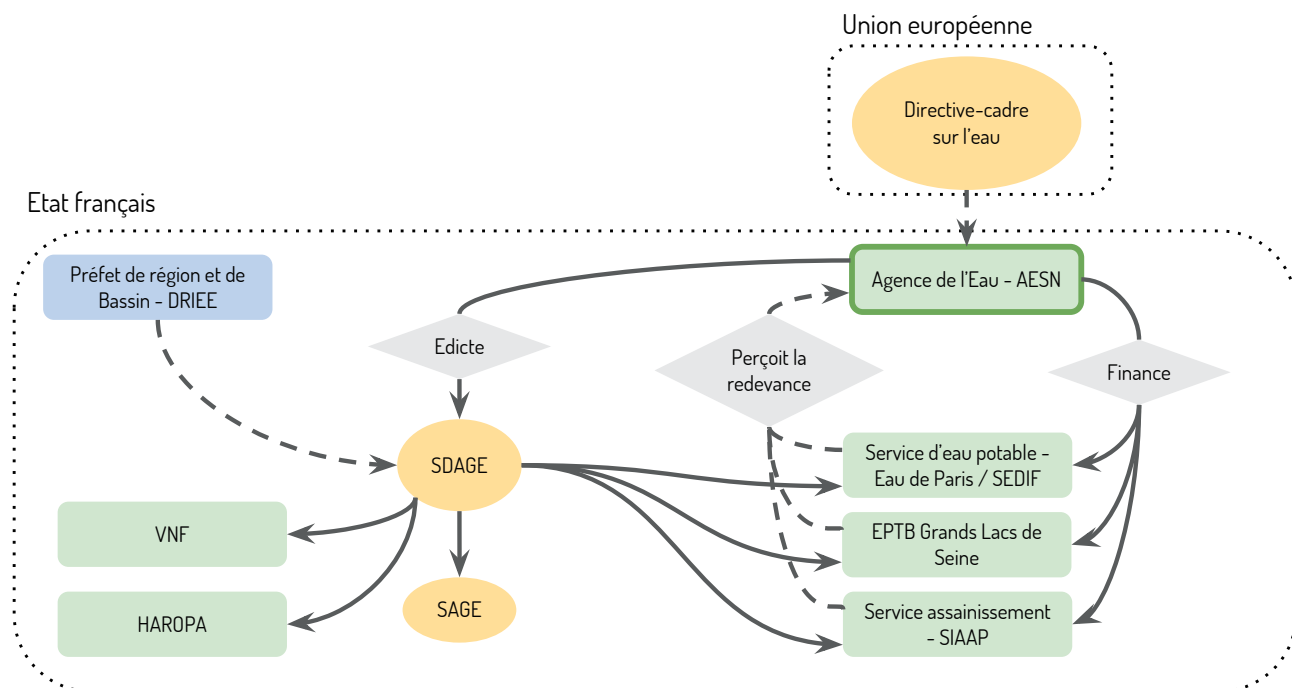 Union européenne
Directive-cadre
sur l'eau
Etat français
Préfet de région et de
Bassin - DRIEE
Agence de l'Eau - AESN
Edicte
Perçoit la
redevance
Finance
SDAGE
Service d'eau potable -
Eau de Paris / SEDIF
VNF
EPTB Grands Lacs de
Seine
SAGE
HAROPA
Service assainissement
- SIAAP